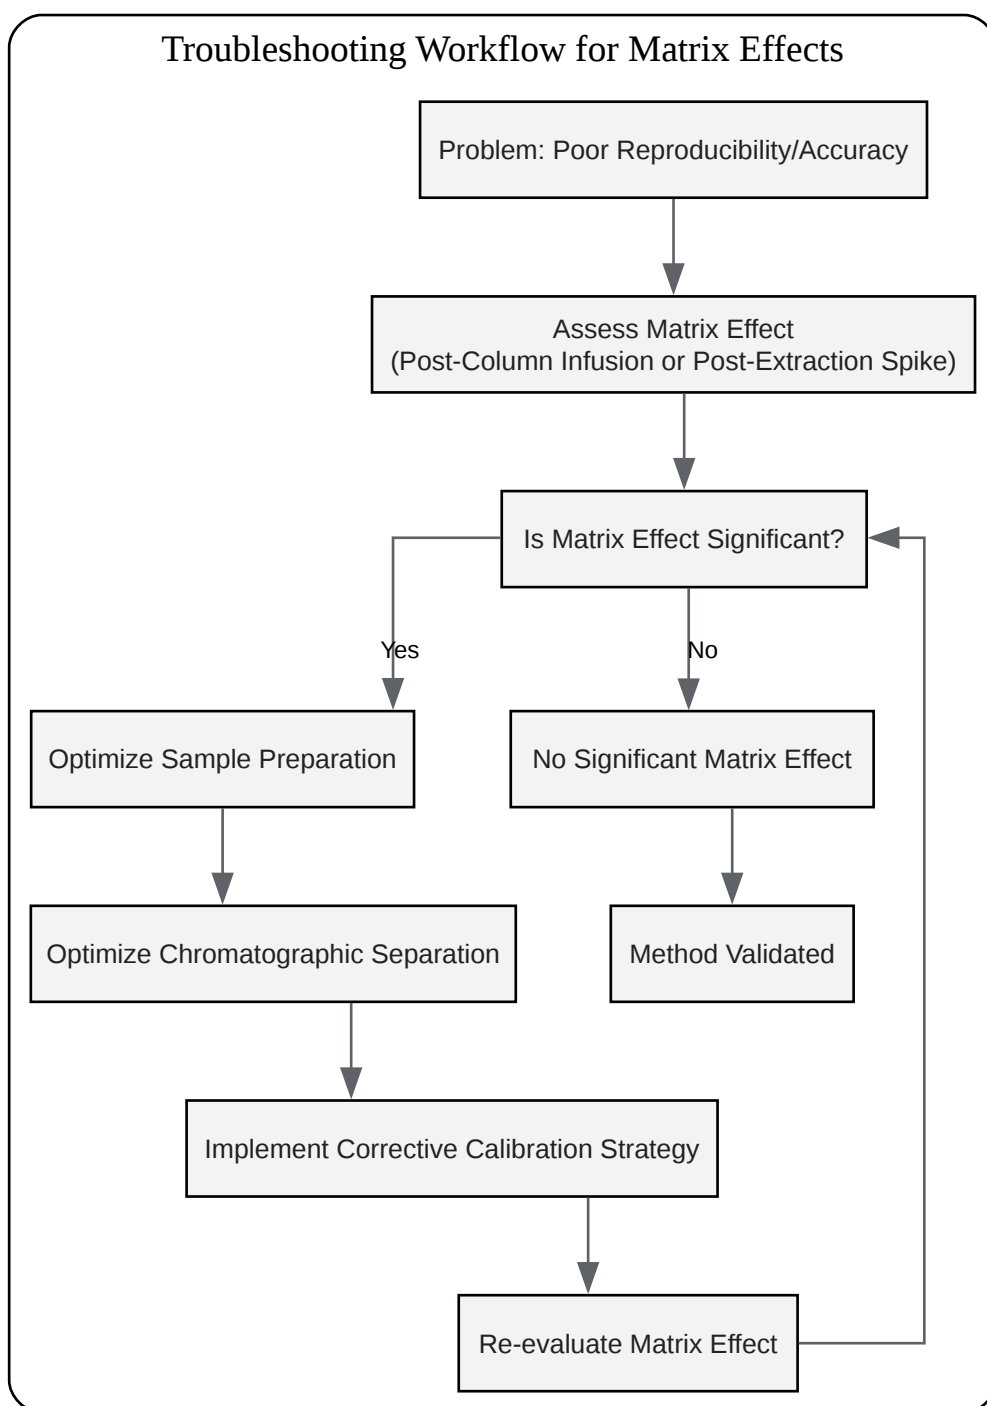 Troubleshooting Workflow for Matrix Effects
Problem: Poor Reproducibility/Accuracy
Assess Matrix Effect
(Post-Column Infusion or Post-Extraction Spike)
Is Matrix Effect Significant?
Yes
No
Optimize Sample Preparation
No Significant Matrix Effect
Optimize Chromatographic Separation
Method Validated
Implement Corrective Calibration Strategy
Re-evaluate Matrix Effect